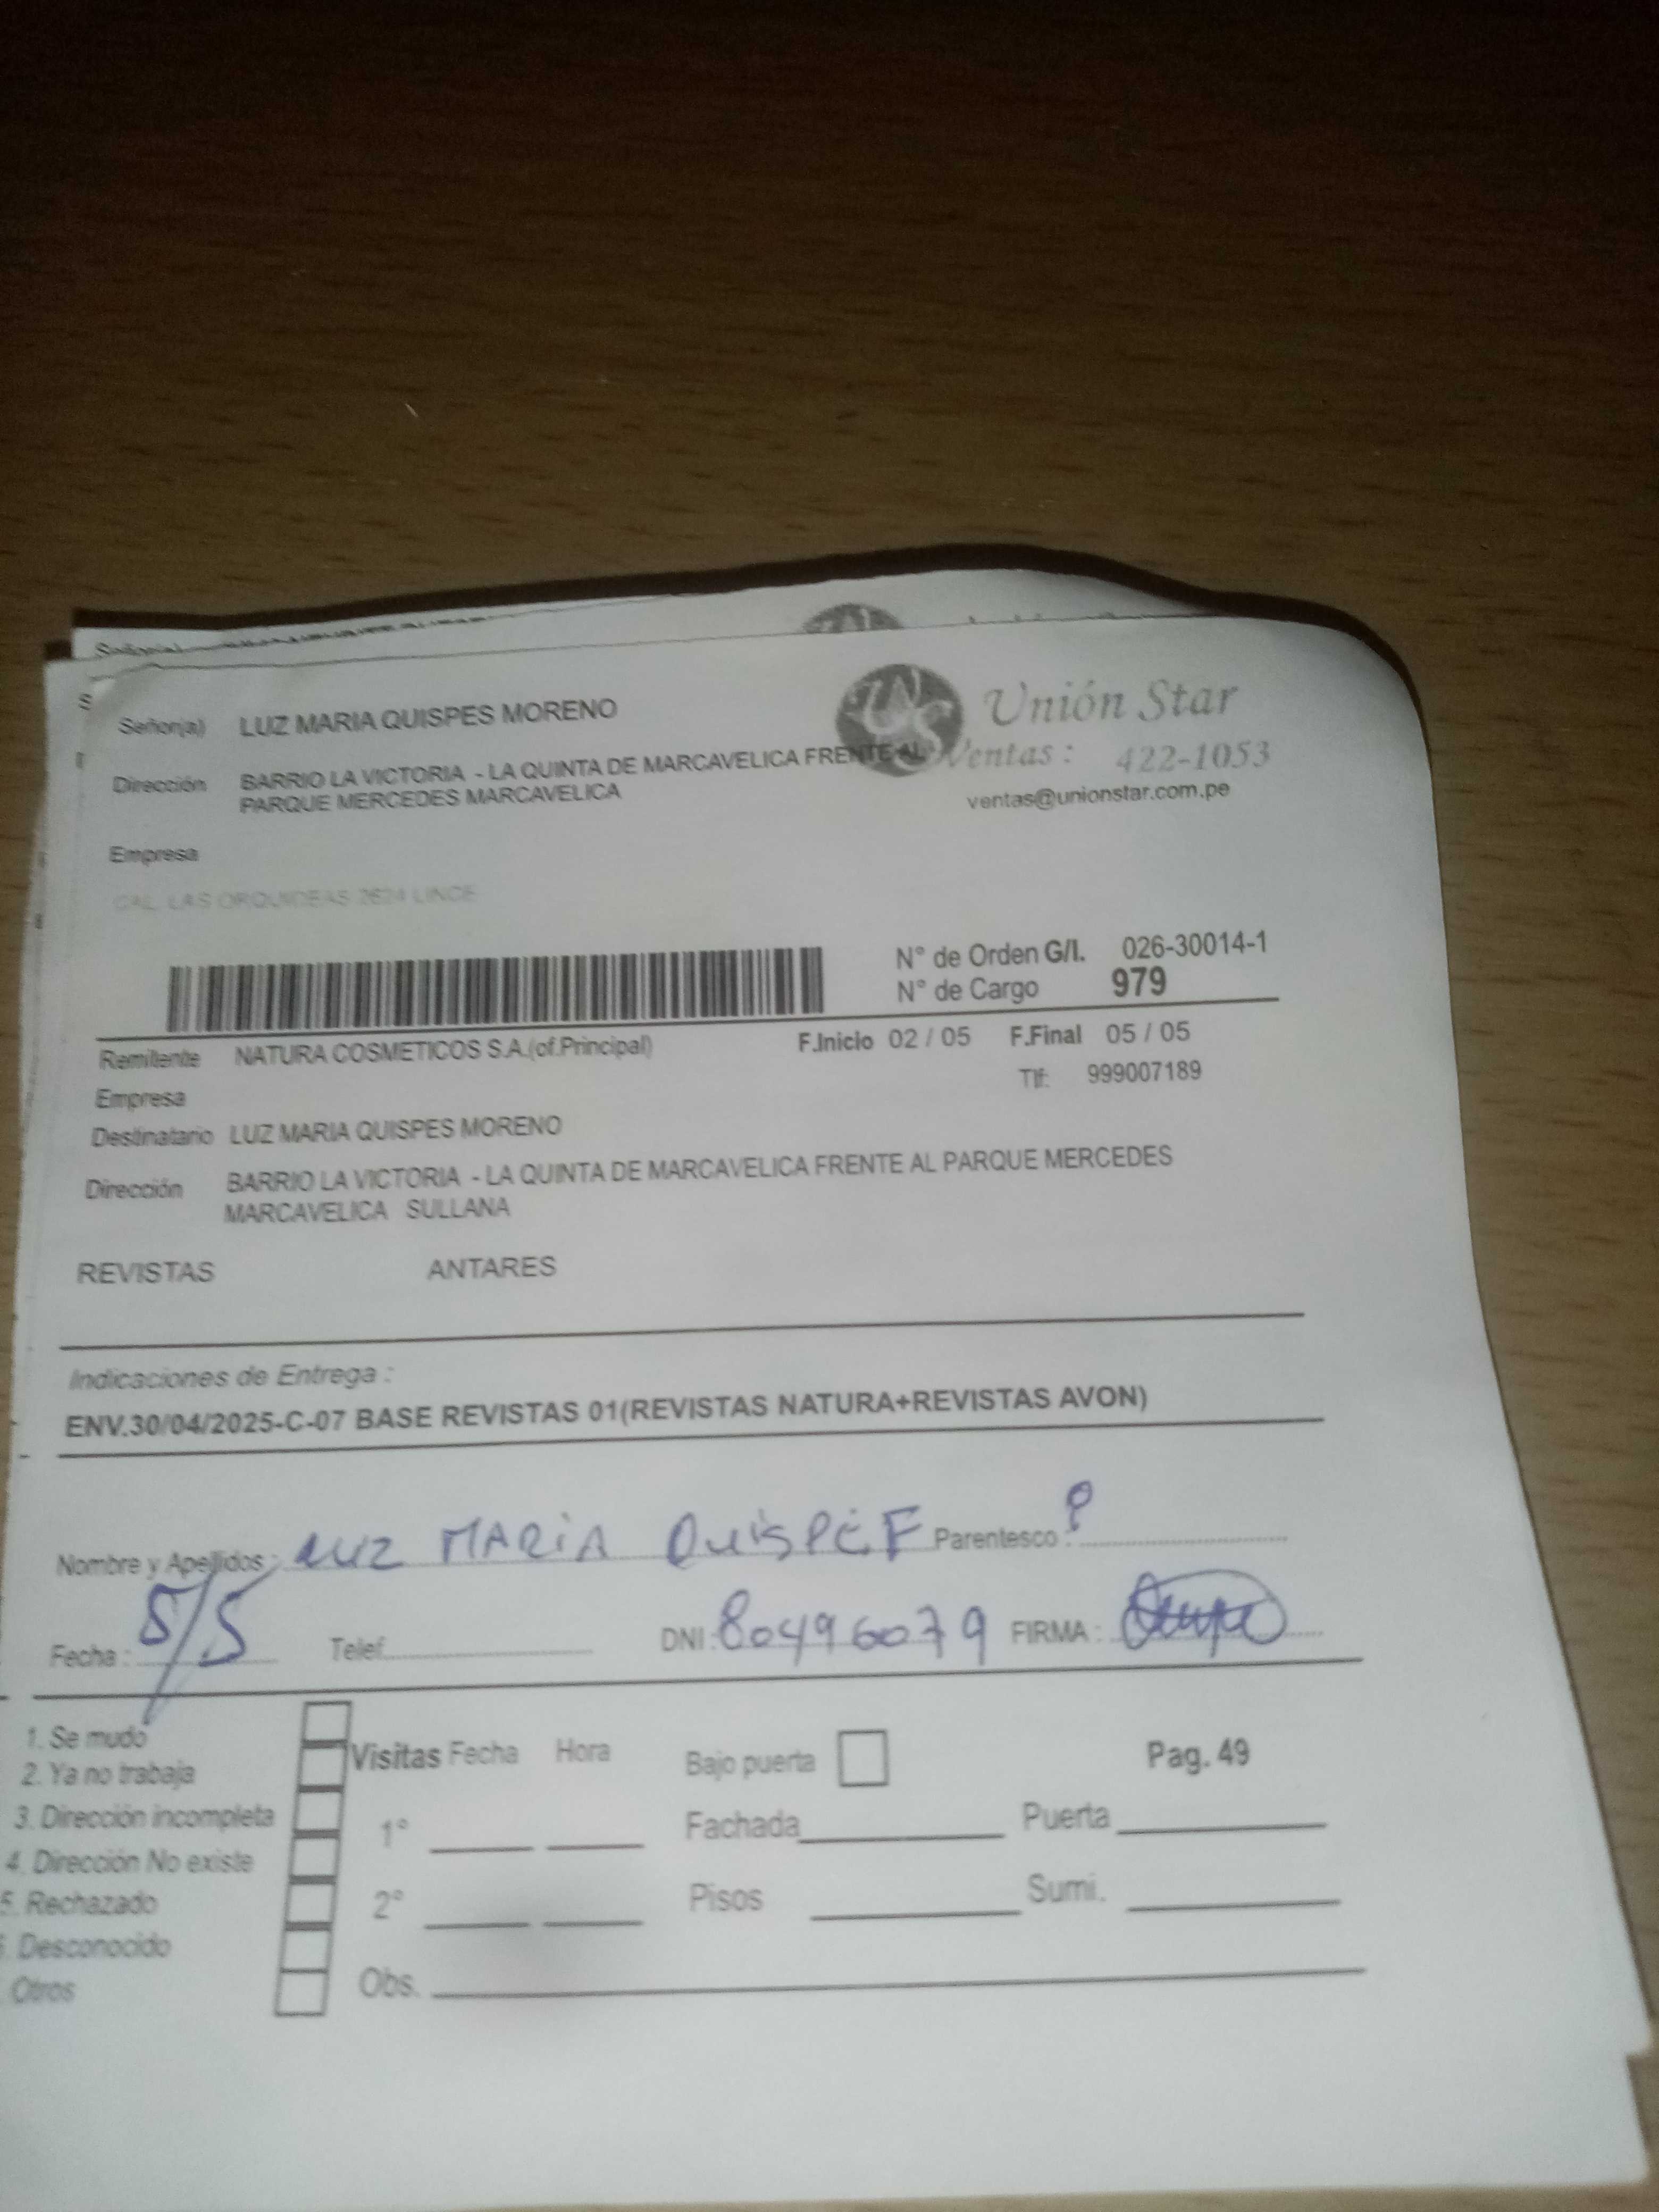 Señor(a) LUZ MARIA QUISPES MORENO
Unión Star
Dirección BARRIO LA VICTORIA - LA QUINTA DE MARCAVELICA FRENTE AL
PARQUE MERCEDES MARCAVELICA
Ventas : 422-1053
ventas@unionstar.com.pe
Empresa
CAL. LAS ORQUIDEAS 2624 LINCE
N° de Orden G/I. 026-30014-1
N° de Cargo 979
Remitente NATURA COSMETICOS S.A.(of.Principal) F.Inicio 02 / 05 F.Final 05 / 05
Empresa Tlf: 999007189
Destinatario LUZ MARIA QUISPES MORENO
Dirección BARRIO LA VICTORIA - LA QUINTA DE MARCAVELICA FRENTE AL PARQUE MERCEDES
MARCAVELICA SULLANA
REVISTAS ANTARES
Indicaciones de Entrega :
ENV.30/04/2025-C-07 BASE REVISTAS 01(REVISTAS NATURA+REVISTAS AVON)
Nombre y Apellidos : LUZ MARIA Parentesco :
Fecha : 5/5 Telef. DNI : 80496079 FIRMA :
1. Se mudo
2. Ya no trabaja
3. Dirección incompleta
4. Dirección No existe
5. Rechazado
. Desconocido
Otros
Visitas Fecha Hora
1°
2°
Obs.
Bajo puerta Pag. 49
Fachada Puerta
Pisos Sumi.